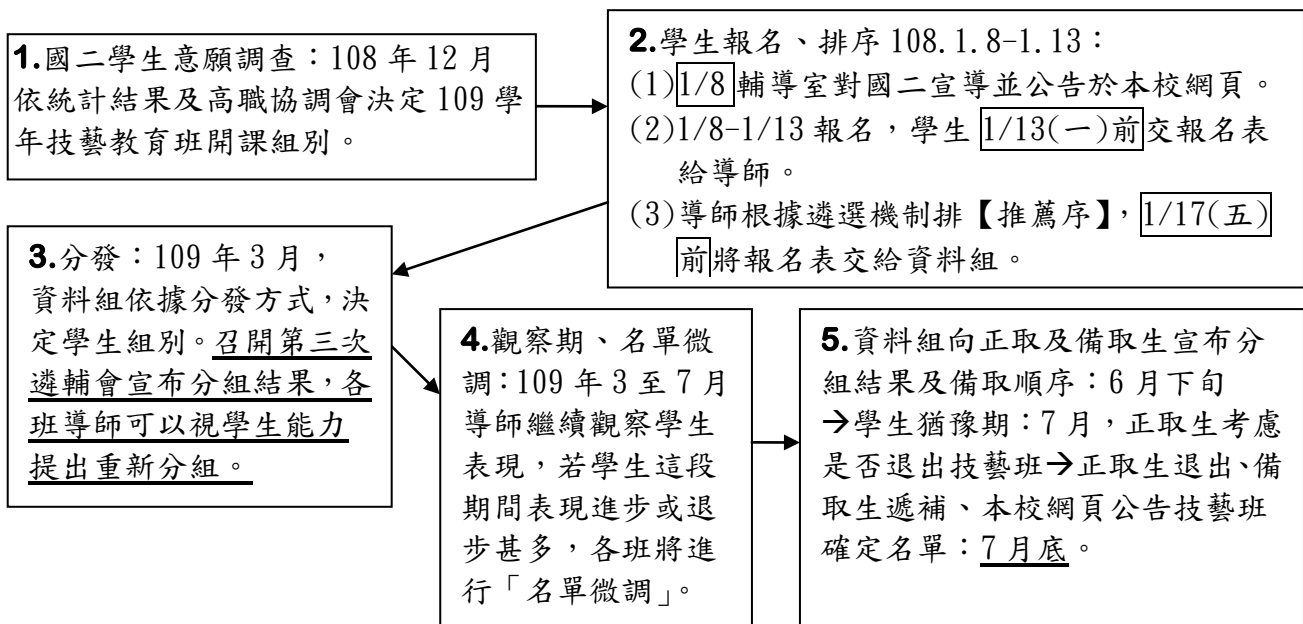 1.國二學生意願調查：108 年 12 月
依統計結果及高職協調會決定 109 學
年技藝教育班開課組別。
2.學生報名、排序 108.1.8-1.13：
(1)1/8 輔導室對國二宣導並公告於本校網頁。
(2)1/8-1/13 報名，學生 1/13(一)前交報名表
給導師。
(3)導師根據遴選機制排【推薦序】，1/17(五)
前將報名表交給資料組。
3.分發：109 年 3 月，
資料組依據分發方式，決
定學生組別。召開第三次
遴輔會宣布分組結果，各
班導師可以視學生能力
提出重新分組。
4.觀察期、名單微
調：109 年 3 至 7 月
導師繼續觀察學生
表現，若學生這段
期間表現進步或退
步甚多，各班將進
行「名單微調」。
5.資料組向正取及備取生宣布分
組結果及備取順序：6 月下旬
→學生猶豫期：7 月，正取生考慮
是否退出技藝班→正取生退出、備
取生遞補、本校網頁公告技藝班
確定名單：7 月底。